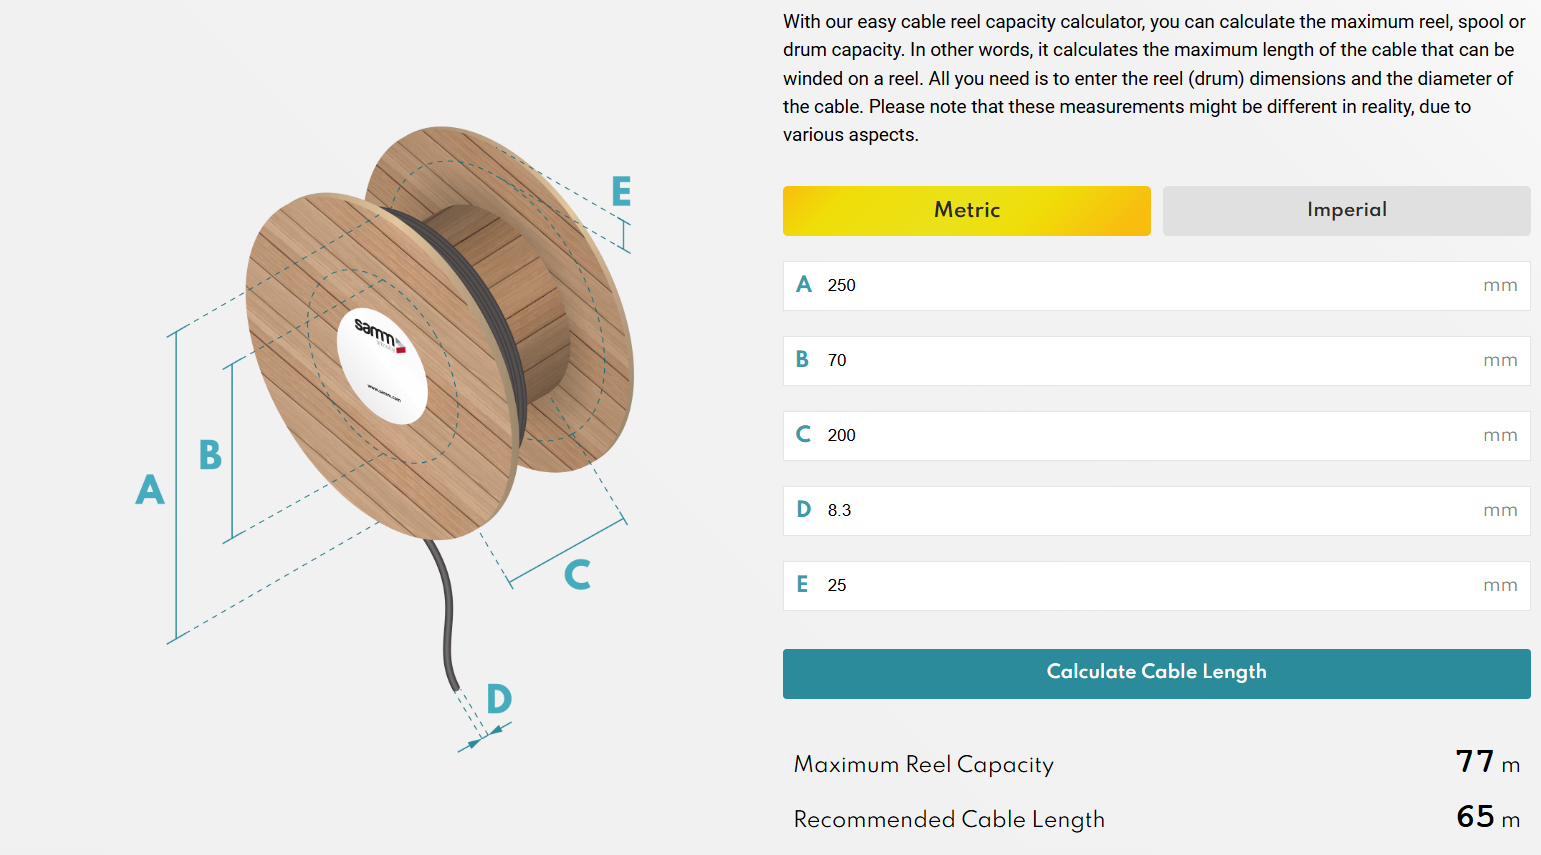 With our easy cable reel capacity calculator, you can calculate the maximum reel, spool or
drum capacity. In other words, it calculates the maximum length of the cable that can be
winded on a reel. All you need is to enter the reel (drum) dimensions and the diameter of
the cable. Please note that these measurements might be different in reality, due to
various aspects.
Metric
Imperial
A 250 mm
B 70 mm
C 200 mm
D 8.3 mm
E 25 mm
Calculate Cable Length
Maximum Reel Capacity 77 m
Recommended Cable Length 65 m
E
samm
www.samm.com
B
A
C
D